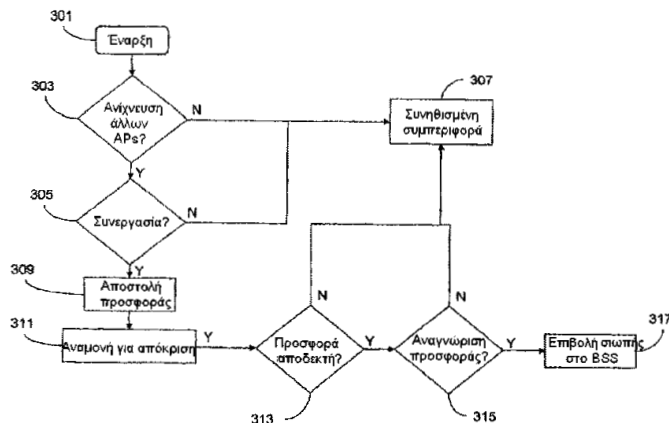 301
Έναρξη
303
Ανίχνευση
άλλων
APs?
N
307
Συνηθισμένη
συμπεριφορά
Y
305
Συνεργασία?
N
Y
309
Αποστολή
προσφοράς
311
Αναμονή για απόκριση
Y
N
Προσφορά
αποδεκτή?
Y
313
N
Αναγνώριση
προσφοράς?
Y
315
317
Επιβολή σιωπής
στο BSS